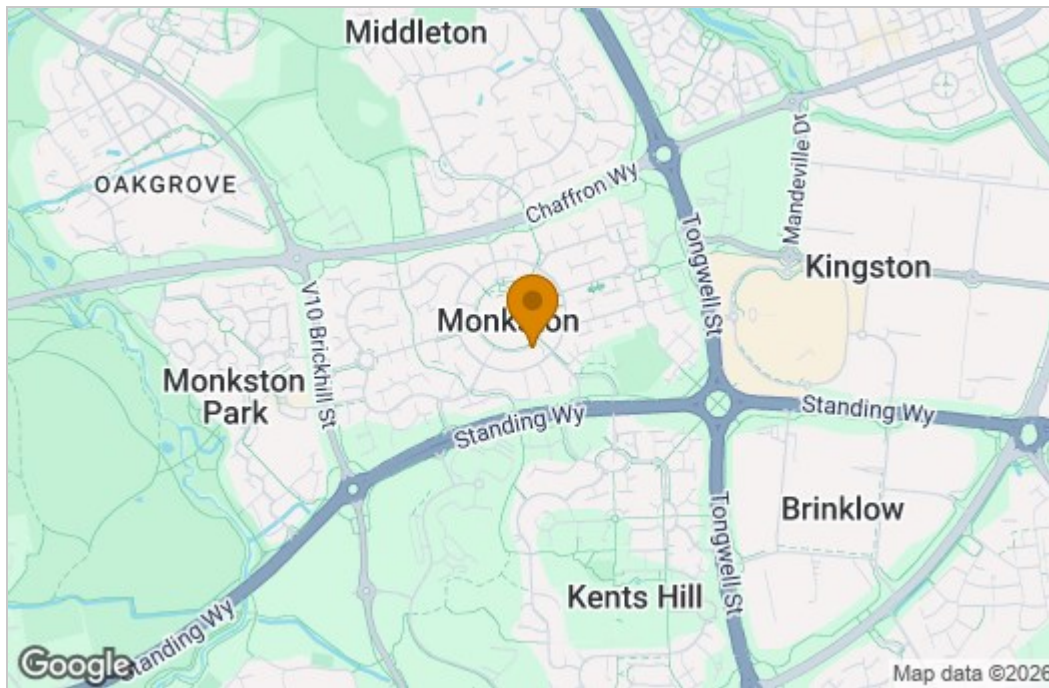 Middleton
OAKGROVE
Chaffron Wy
Mandeville Dr
Tongwell St
Kingston
Monkston
V10 Brickhill St
Monkston
Park
Standing Wy
Standing Wy
Brinklow
Tongwell St
Kents Hill
Standing Wy
Google
Map data ©2026